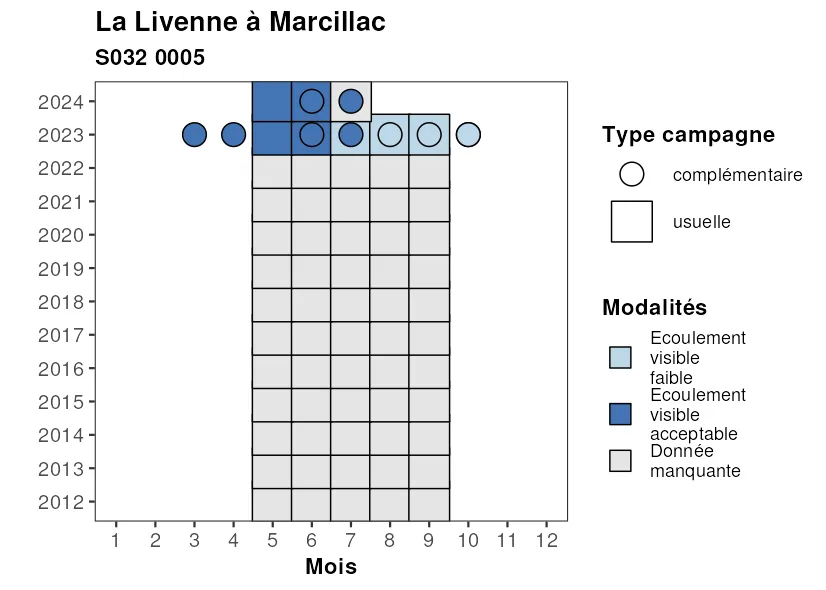 La Livenne à Marcillac
S032 0005
2024
2023
2022
2021
2020
2019
2018
2017
2016
2015
2014
2013
2012
1 2 3 4 5 6 7 8 9 10 11 12
Mois
Type campagne
complémentaire
usuelle
Modalités
Ecoulement
visible
faible
Ecoulement
visible
acceptable
Donnée
manquante